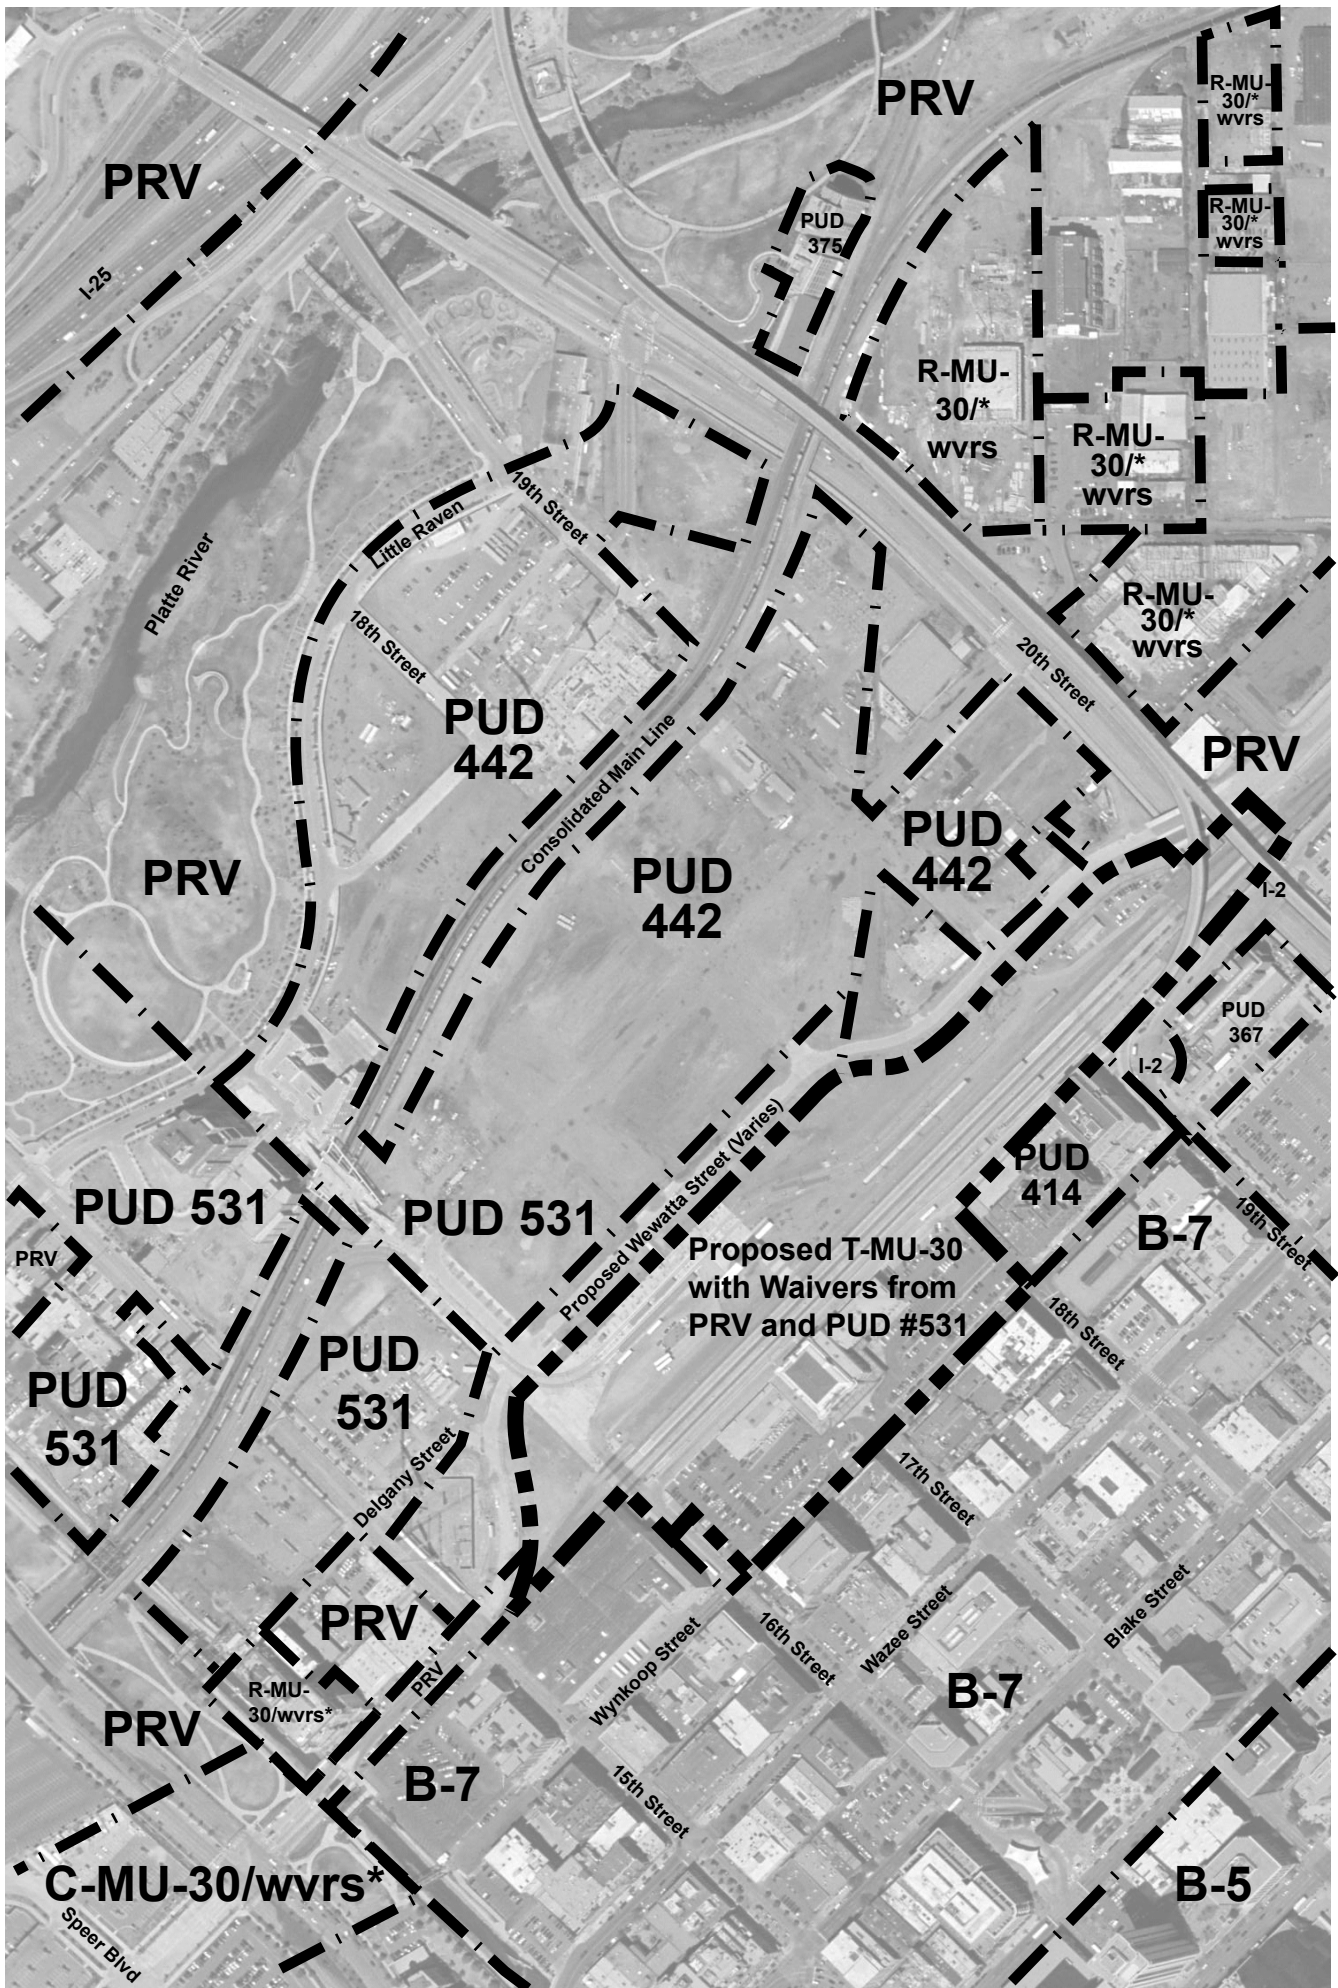 R-MU-
30/*
wvrs
PRV
PRV
PUD
375
R-MU-
30/*
wvrs
I-25
R-MU-
30/*
wvrs
R-MU-
30/*
wvrs
19th Street
Little Raven
Platte River
R-MU-
30/*
wvrs
18th Street
20th Street
PUD
442
PRV
Consolidated Main Line
PUD
442
PRV
PUD
442
I-2
PUD
367
I-2
PUD 531
PUD 531
Proposed Wewatta Street (Varies)
PUD
414
B-7
19th Street
PRV
Proposed T-MU-30
with Waivers from
PRV and PUD #531
18th Street
PUD
531
PUD
531
Delgany Street
17th Street
PRV
PRV
Wynkoop Street
16th Street
Wazee Street
Blake Street
R-MU-
30/wvrs*
PRV
B-7
B-7
15th Street
C-MU-30/wvrs*
B-5
Speer Blvd